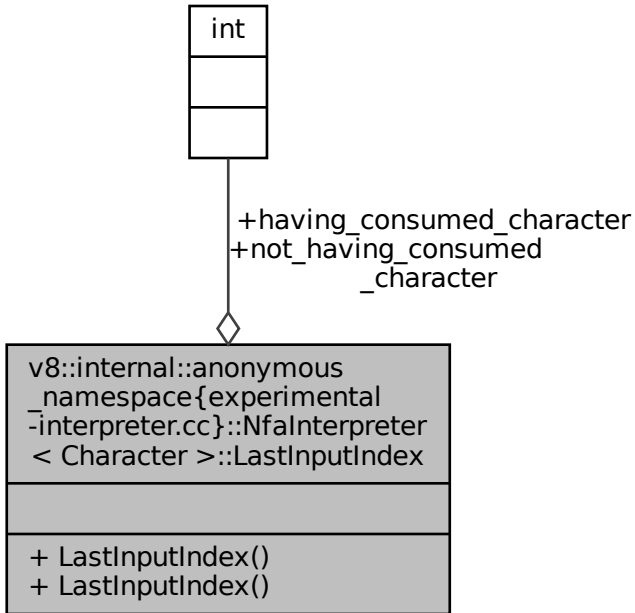 int
+having_consumed_character
+not_having_consumed
_character
v8::internal::anonymous
_namespace{experimental
-interpreter.cc}::NfaInterpreter
< Character >::LastInputIndex
+ LastInputIndex()
+ LastInputIndex()